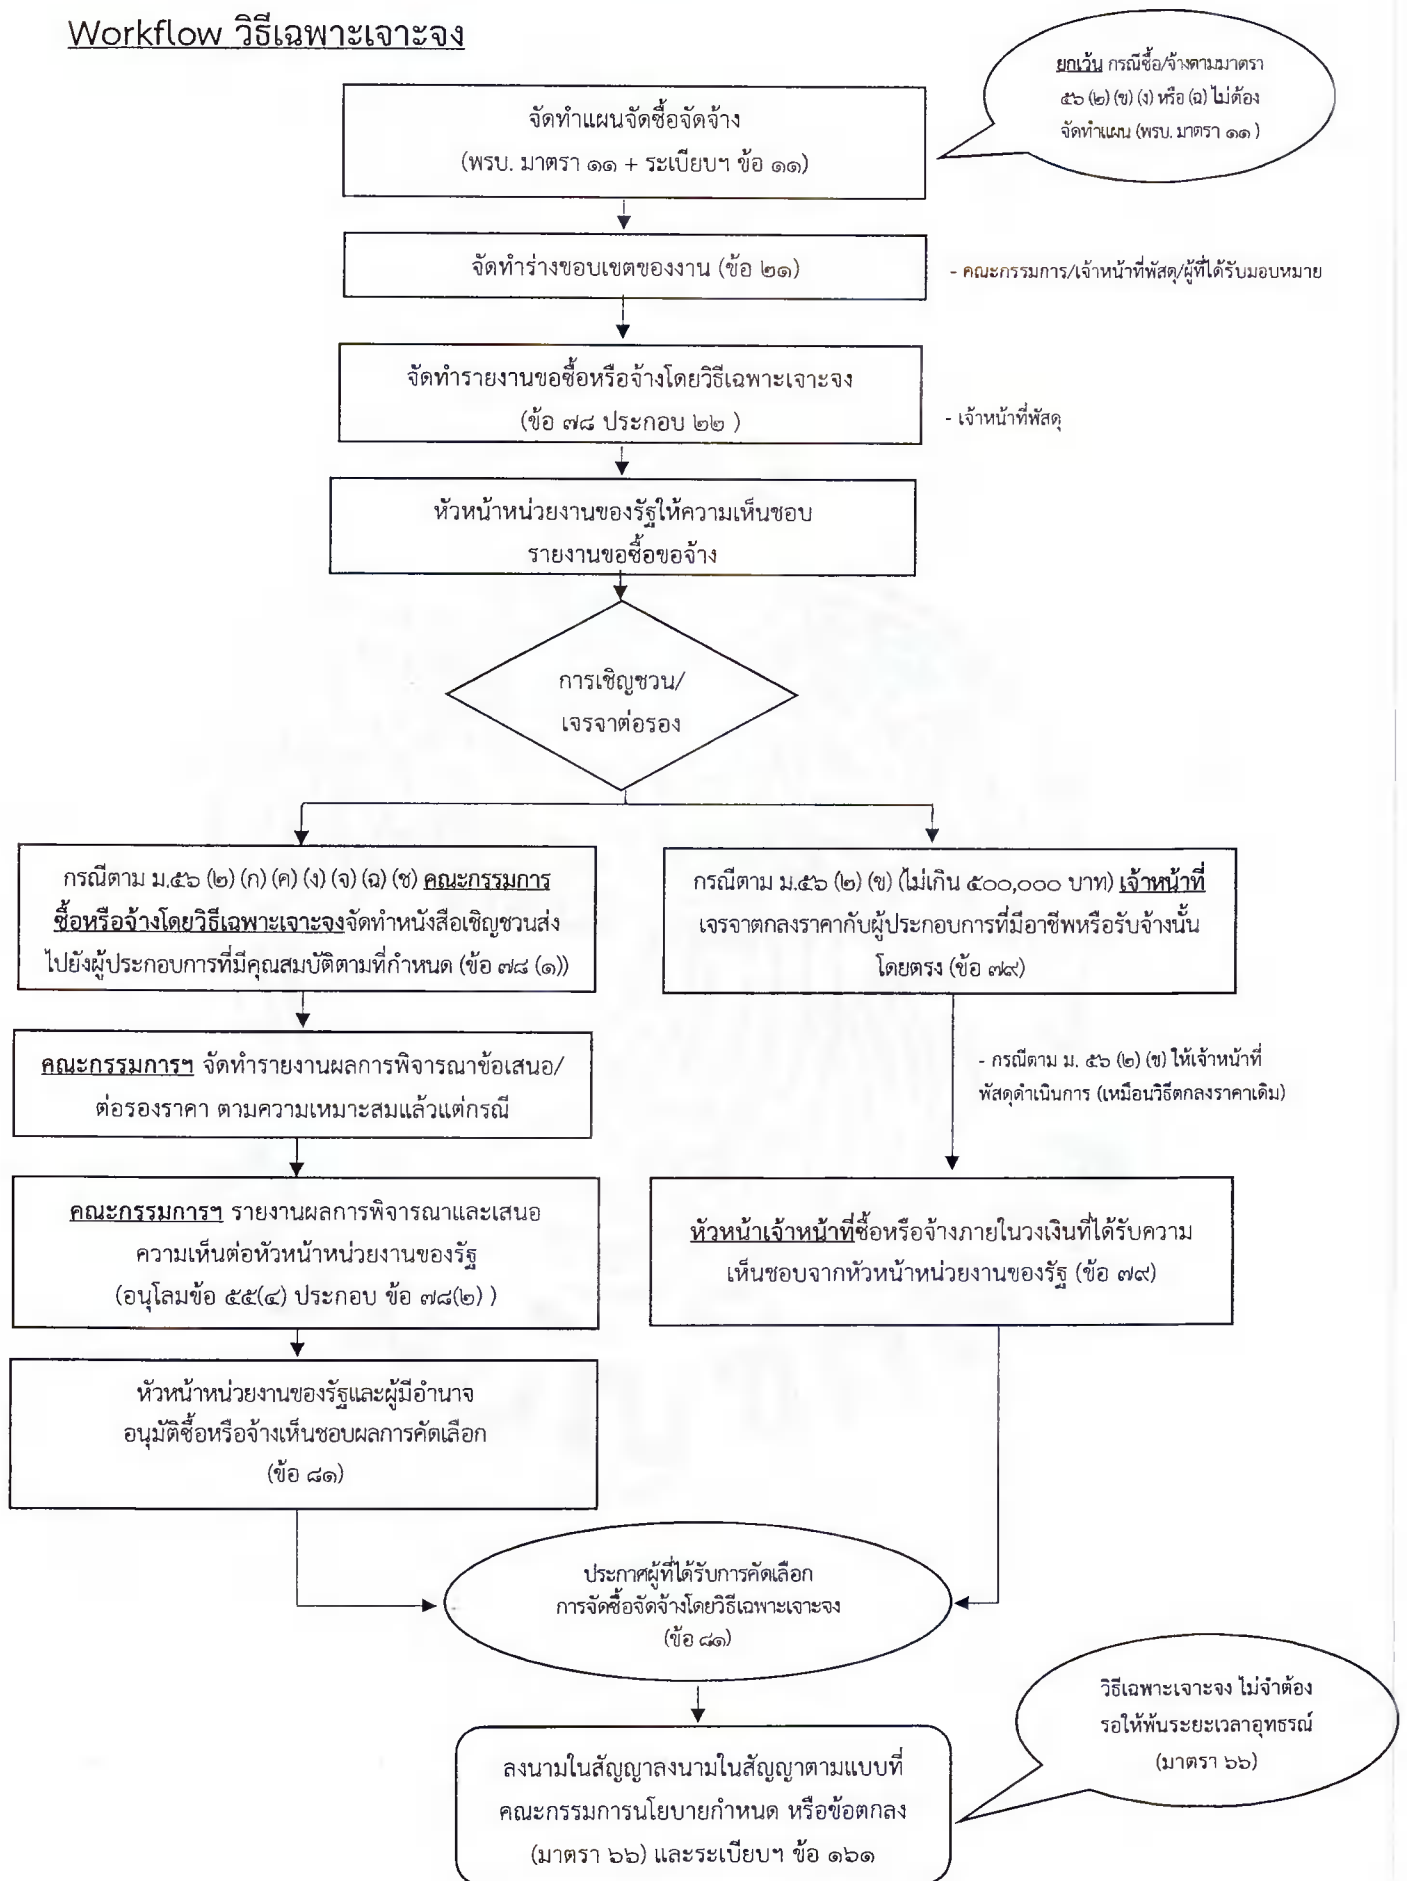 Workflow วิธีเฉพาะเจาะจง
ยกเว้น กรณีซื้อ/จ้างตามมาตรา
๕๖ (๒) (ข) (ง) หรือ (ฉ) ไม่ต้อง
จัดทำแผน (พรบ. มาตรา ๑๑ )
จัดทำแผนจัดซื้อจัดจ้าง
(พรบ. มาตรา ๑๑ + ระเบียบฯ ข้อ ๑๑)
จัดทำร่างขอบเขตของงาน (ข้อ ๒๑)
- คณะกรรมการ/เจ้าหน้าที่พัสดุ/ผู้ที่ได้รับมอบหมาย
จัดทำรายงานขอซื้อหรือจ้างโดยวิธีเฉพาะเจาะจง
(ข้อ ๗๘ ประกอบ ๒๒ )
- เจ้าหน้าที่พัสดุ
หัวหน้าหน่วยงานของรัฐให้ความเห็นชอบ
รายงานขอซื้อขอจ้าง
การเชิญชวน/
เจรจาต่อรอง
กรณีตาม ม.๕๖ (๒) (ก) (ค) (ง) (จ) (ฉ) (ช) คณะกรรมการ
ซื้อหรือจ้างโดยวิธีเฉพาะเจาะจงจัดทำหนังสือเชิญชวนส่ง
ไปยังผู้ประกอบการที่มีคุณสมบัติตามที่กำหนด (ข้อ ๗๘ (๑))
กรณีตาม ม.๕๖ (๒) (ข) (ไม่เกิน ๕๐๐,๐๐๐ บาท) เจ้าหน้าที่
เจรจาตกลงราคากับผู้ประกอบการที่มีอาชีพหรือรับจ้างนั้น
โดยตรง (ข้อ ๗๙)
คณะกรรมการฯ จัดทำรายงานผลการพิจารณาข้อเสนอ/
ต่อรองราคา ตามความเหมาะสมแล้วแต่กรณี
- กรณีตาม ม. ๕๖ (๒) (ข) ให้เจ้าหน้าที่
พัสดุดำเนินการ (เหมือนวิธีตกลงราคาเดิม)
คณะกรรมการฯ รายงานผลการพิจารณาและเสนอ
ความเห็นต่อหัวหน้าหน่วยงานของรัฐ
(อนุโลมข้อ ๕๕(๔) ประกอบ ข้อ ๗๘(๒) )
หัวหน้าเจ้าหน้าที่ซื้อหรือจ้างภายในวงเงินที่ได้รับความ
เห็นชอบจากหัวหน้าหน่วยงานของรัฐ (ข้อ ๗๙)
หัวหน้าหน่วยงานของรัฐและผู้มีอำนาจ
อนุมัติซื้อหรือจ้างเห็นชอบผลการคัดเลือก
(ข้อ ๘๑)
ประกาศผู้ที่ได้รับการคัดเลือก
การจัดซื้อจัดจ้างโดยวิธีเฉพาะเจาะจง
(ข้อ ๘๑)
วิธีเฉพาะเจาะจง ไม่จำต้อง
รอให้พ้นระยะเวลาอุทธรณ์
(มาตรา ๖๖)
ลงนามในสัญญาลงนามในสัญญาตามแบบที่
คณะกรรมการนโยบายกำหนด หรือข้อตกลง
(มาตรา ๖๖) และระเบียบฯ ข้อ ๑๖๑